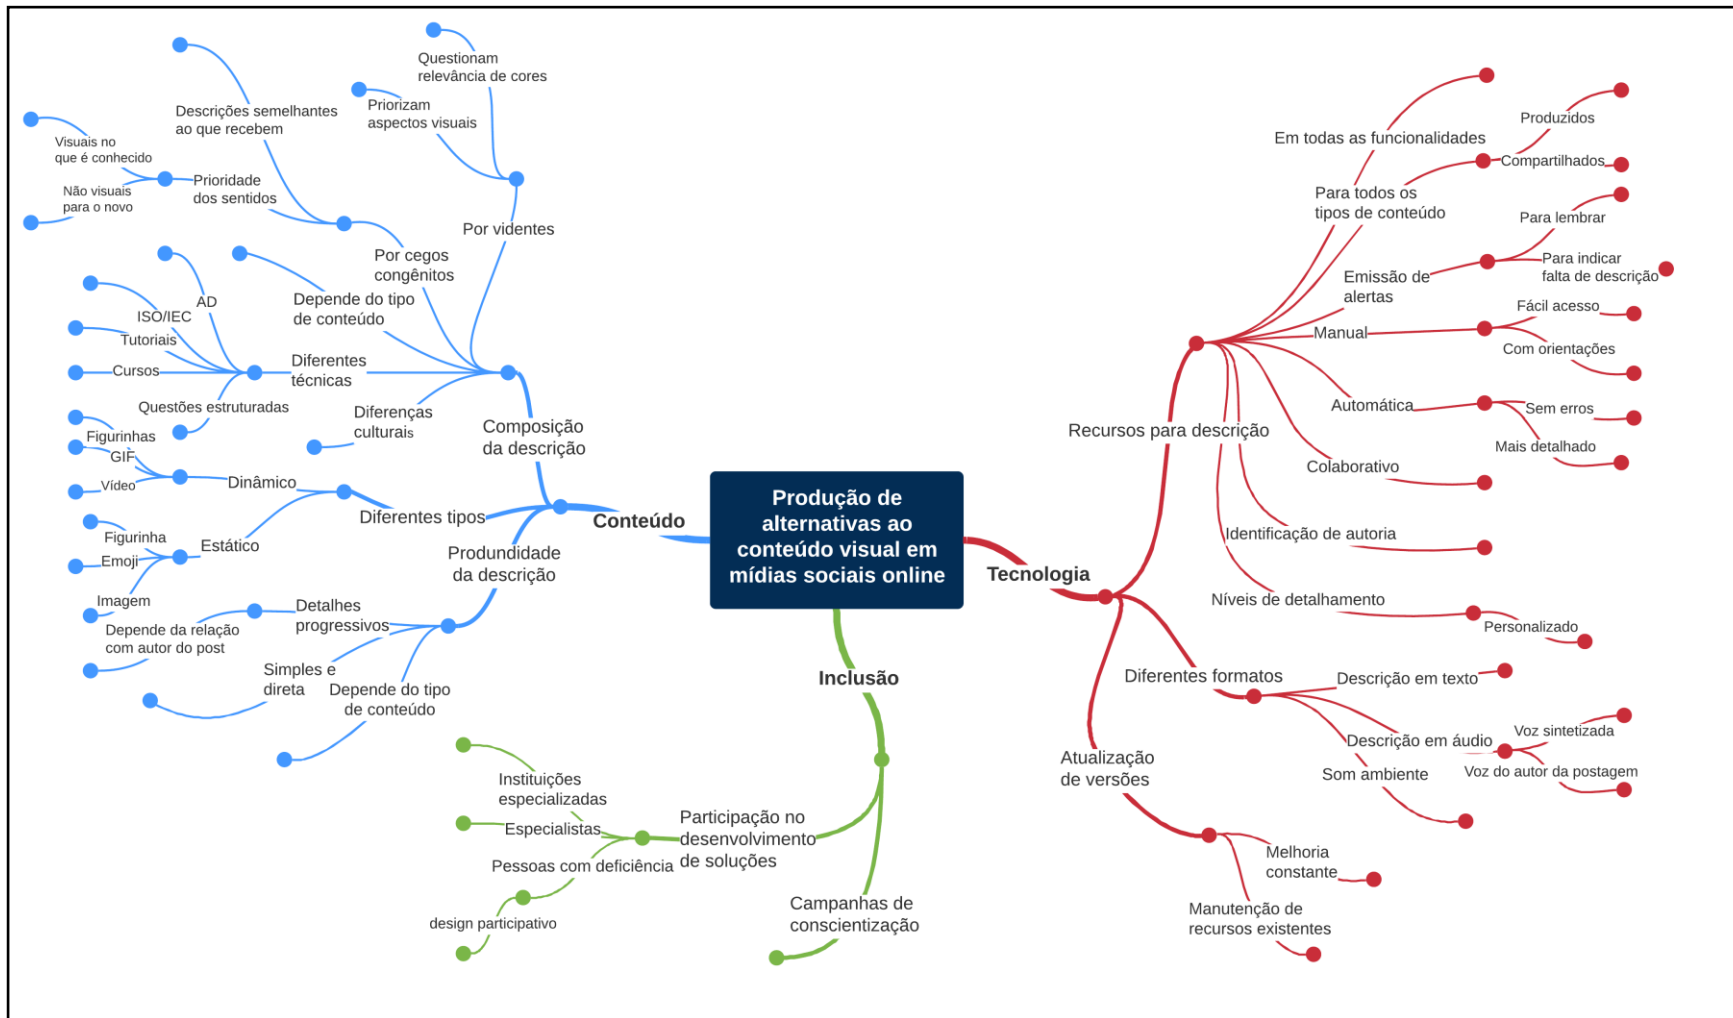 Produção de
alternativas ao
conteúdo visual em
mídias sociais online
Conteúdo
Composição
da descrição
Por videntes
Questionam
relevância de cores
Priorizam
aspectos visuais
Por cegos
congênitos
Descrições semelhantes
ao que recebem
Prioridade
dos sentidos
Visuais no
que é conhecido
Não visuais
para o novo
Depende do tipo
de conteúdo
Diferentes
técnicas
AD
ISO/IEC
Tutoriais
Cursos
Questões estruturadas
Diferenças
culturais
Diferentes tipos
Dinâmico
Figurinhas
GIF
Vídeo
Estático
Figurinha
Emoji
Imagem
Produndidade
da descrição
Detalhes
progressivos
Depende da relação
com autor do post
Simples e
direta
Depende do tipo
de conteúdo
Inclusão
Participação no
desenvolvimento
de soluções
Instituições
especializadas
Especialistas
Pessoas com deficiência
design participativo
Campanhas de
conscientização
Tecnologia
Recursos para descrição
Em todas as funcionalidades
Para todos os
tipos de conteúdo
Produzidos
Compartilhados
Emissão de
alertas
Para lembrar
Para indicar
falta de descrição
Manual
Fácil acesso
Com orientações
Automática
Sem erros
Mais detalhado
Colaborativo
Identificação de autoria
Níveis de detalhamento
Personalizado
Diferentes formatos
Descrição em texto
Descrição em áudio
Voz sintetizada
Voz do autor da postagem
Som ambiente
Atualização
de versões
Melhoria
constante
Manutenção de
recursos existentes